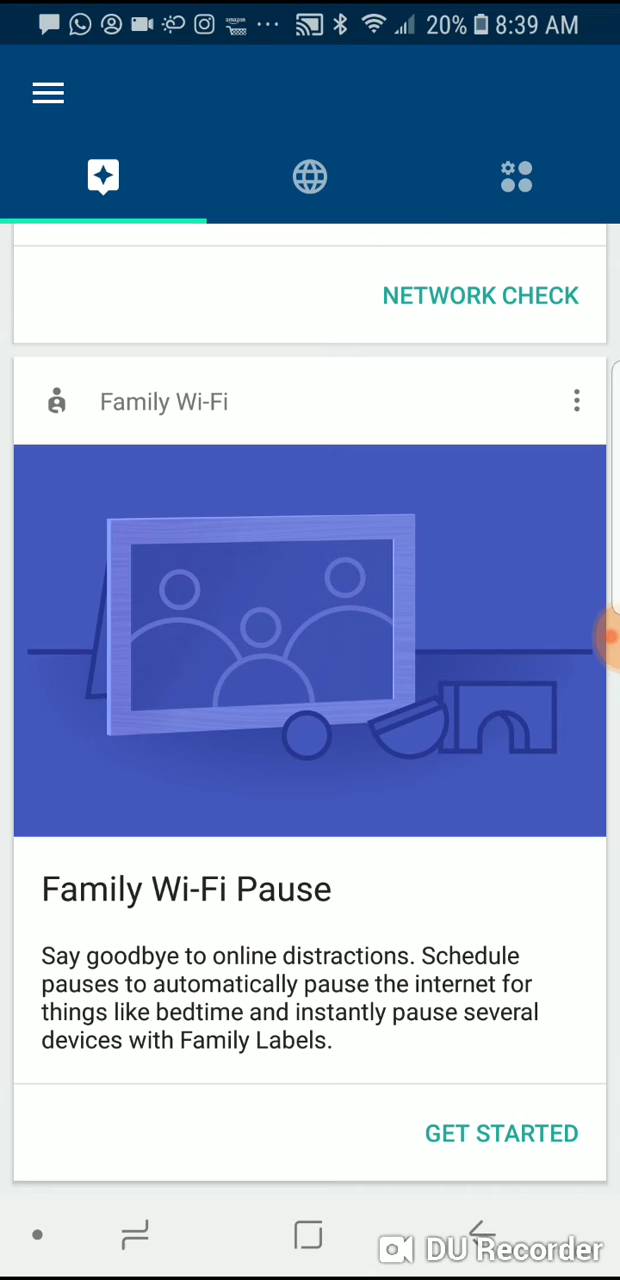 amazon
20% 8:39 AM
NETWORK CHECK
Family Wi-Fi
Family Wi-Fi Pause
Say goodbye to online distractions. Schedule
pauses to automatically pause the internet for
things like bedtime and instantly pause several
devices with Family Labels.
GET STARTED
DU Recorder